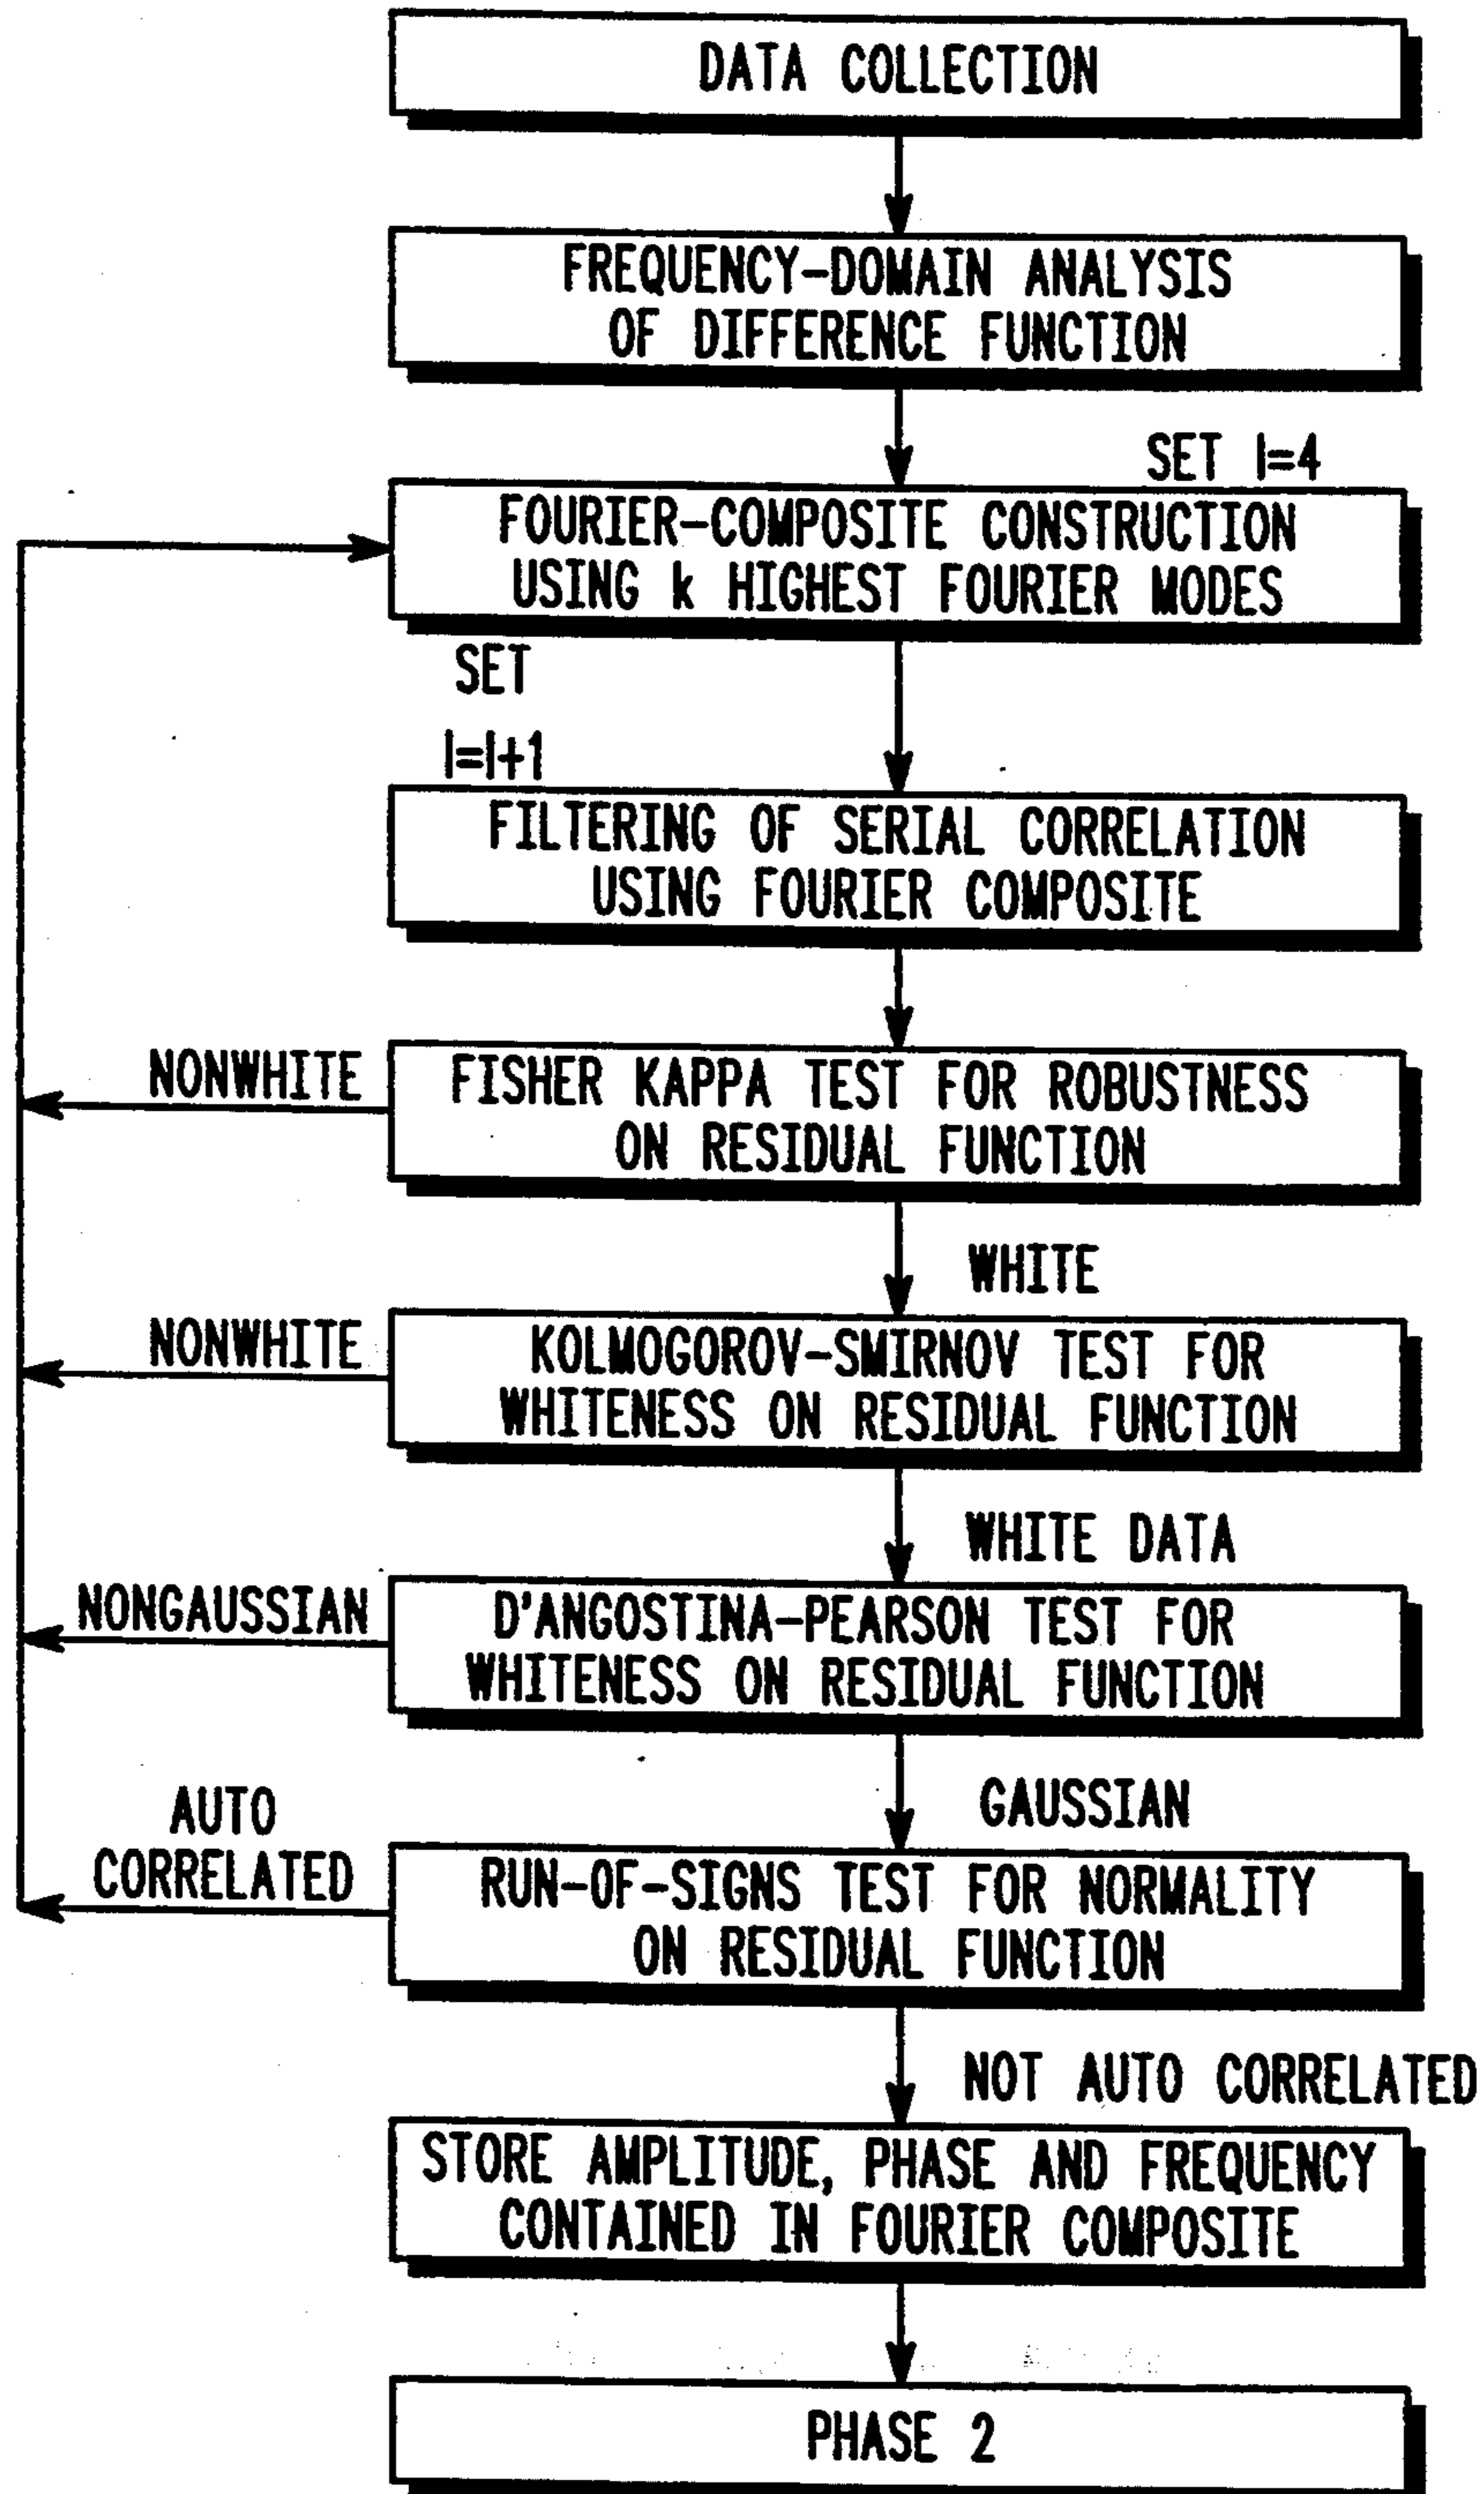 DATA COLLECTION
FREQUENCY-DOMAIN ANALYSIS
OF DIFFERENCE FUNCTION
SET I=4
FOURIER-COMPOSITE CONSTRUCTION
USING k HIGHEST FOURIER MODES
SET
I=I+1
FILTERING OF SERIAL CORRELATION
USING FOURIER COMPOSITE
NONWHITE
FISHER KAPPA TEST FOR ROBUSTNESS
ON RESIDUAL FUNCTION
WHITE
NONWHITE
KOLMOGOROV-SMIRNOV TEST FOR
WHITENESS ON RESIDUAL FUNCTION
WHITE DATA
NONGAUSSIAN
D'ANGOSTINA-PEARSON TEST FOR
WHITENESS ON RESIDUAL FUNCTION
GAUSSIAN
AUTO
CORRELATED
RUN-OF-SIGNS TEST FOR NORMALITY
ON RESIDUAL FUNCTION
NOT AUTO CORRELATED
STORE AMPLITUDE, PHASE AND FREQUENCY
CONTAINED IN FOURIER COMPOSITE
PHASE 2